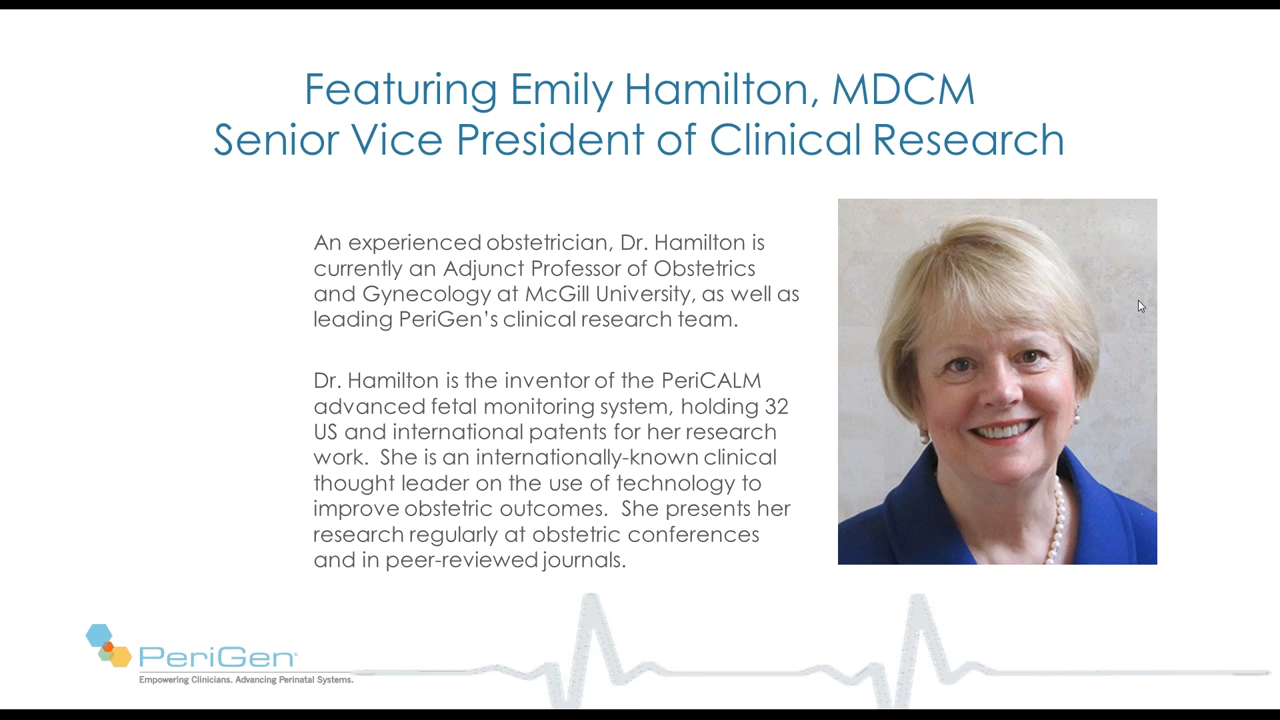 Featuring Emily Hamilton, MDCM
Senior Vice President of Clinical Research
An experienced obstetrician, Dr. Hamilton is
currently an Adjunct Professor of Obstetrics
and Gynecology at McGill University, as well as
leading PeriGen's clinical research team.
Dr. Hamilton is the inventor of the PeriCALM
advanced fetal monitoring system, holding 32
US and international patents for her research
work.  She is an internationally-known clinical
thought leader on the use of technology to
improve obstetric outcomes.  She presents her
research regularly at obstetric conferences
and in peer-reviewed journals.
PeriGen®
Empowering Clinicians. Advancing Perinatal Systems.